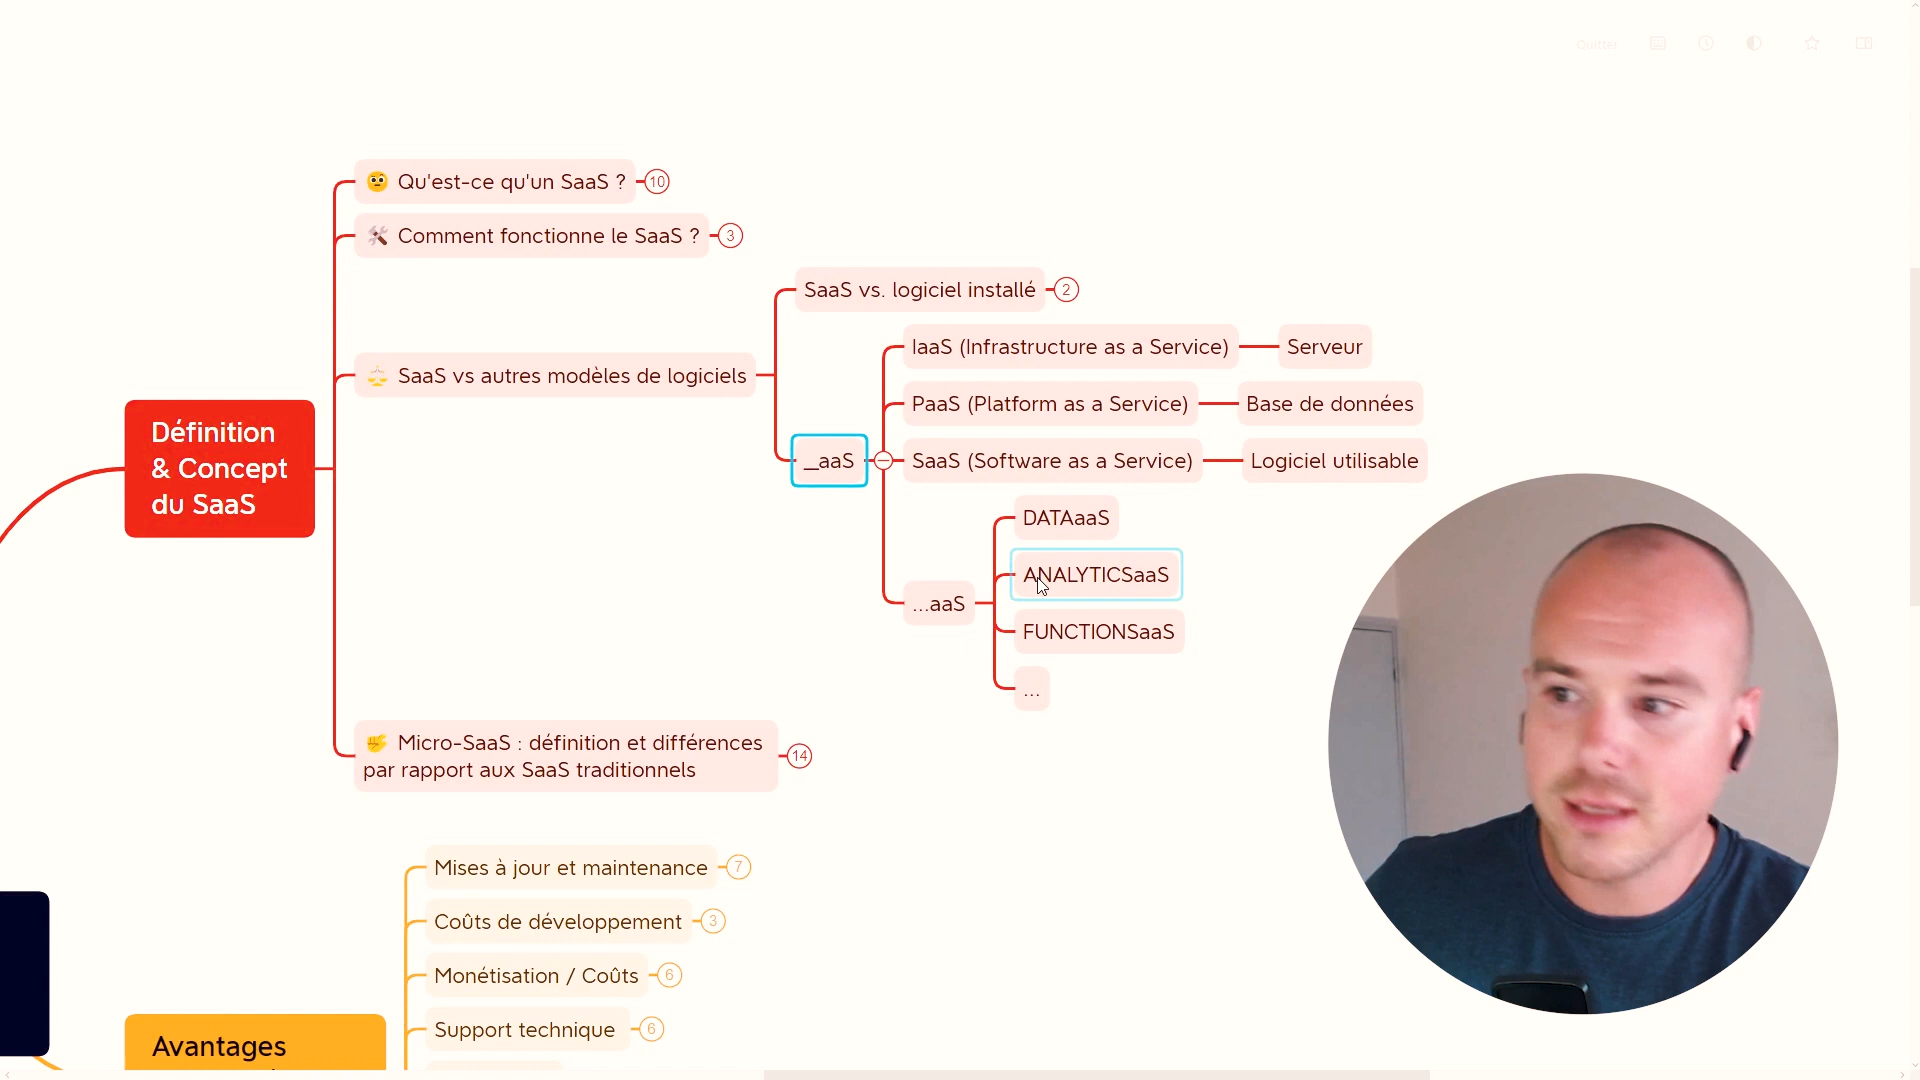 Quitter
Qu'est-ce qu'un SaaS ?
10
Comment fonctionne le SaaS ?
3
SaaS vs. logiciel installé
2
IaaS (Infrastructure as a Service)
Serveur
SaaS vs autres modèles de logiciels
PaaS (Platform as a Service)
Base de données
Définition
& Concept
du SaaS
_aaS
SaaS (Software as a Service)
Logiciel utilisable
DATAaaS
ANALYTICSaaS
...aaS
FUNCTIONSaaS
...
Micro-SaaS : définition et différences
par rapport aux SaaS traditionnels
14
Mises à jour et maintenance
7
Coûts de développement
3
Monétisation / Coûts
6
Support technique
6
Avantages